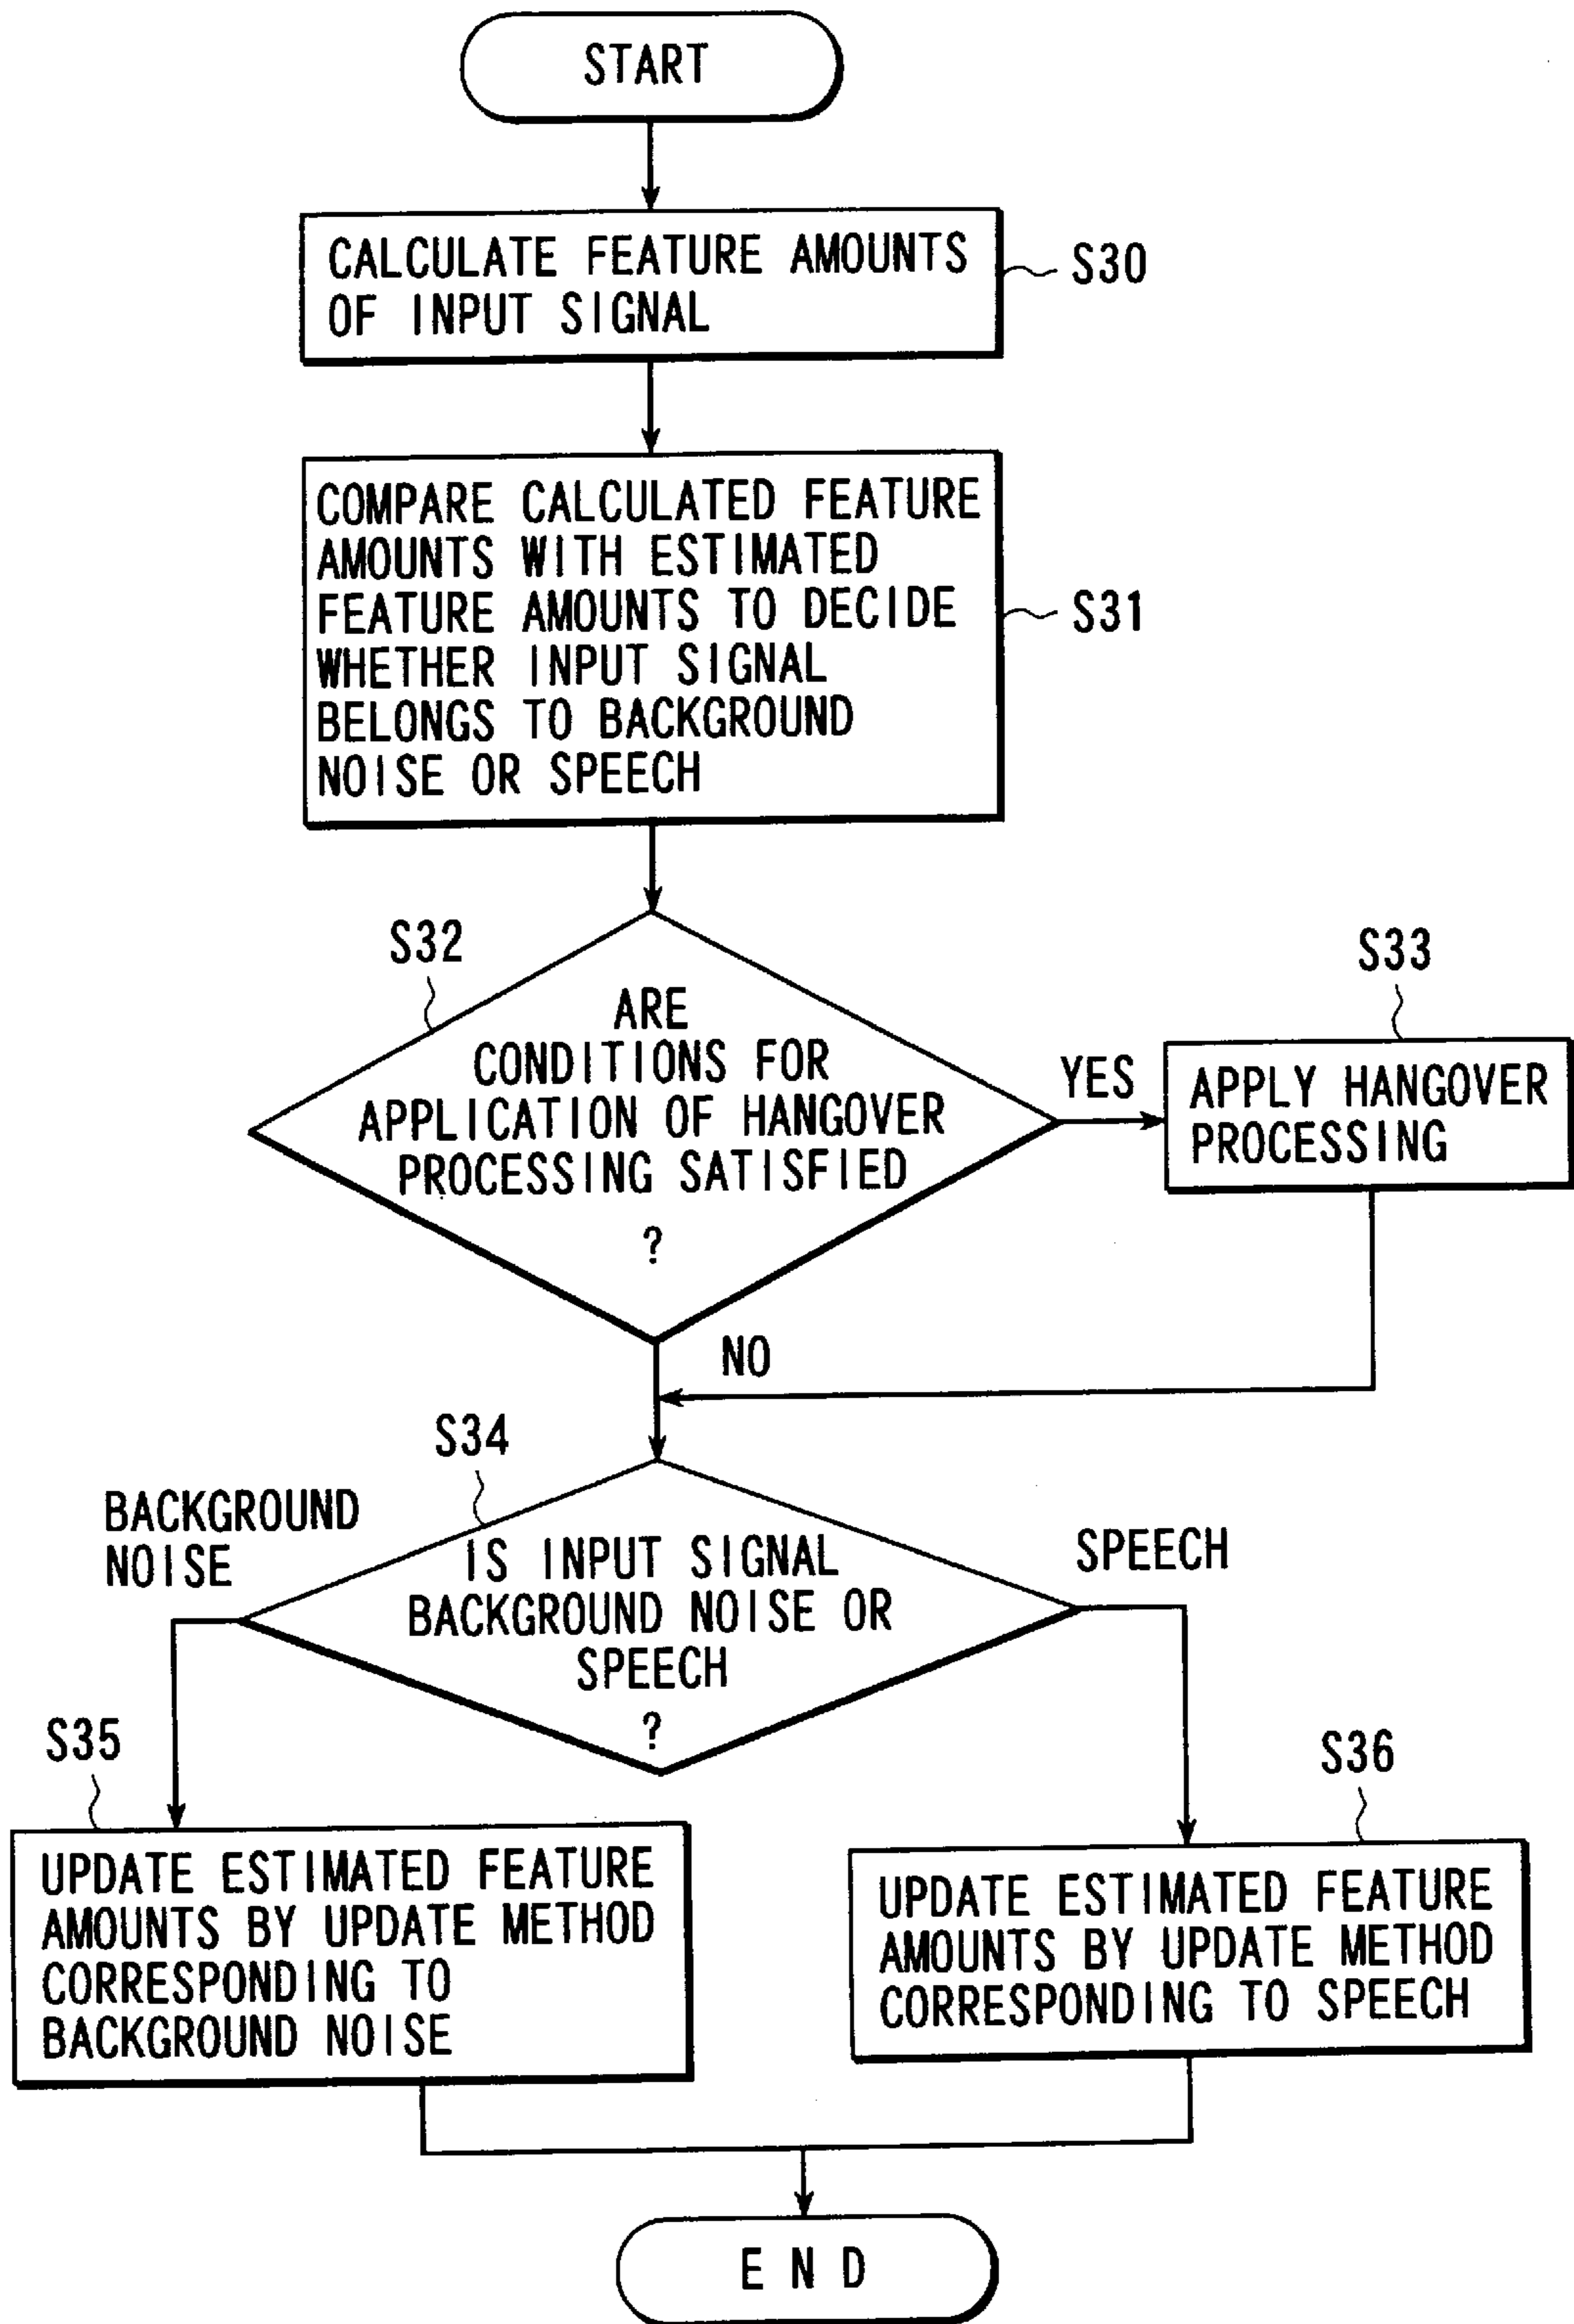 START
CALCULATE FEATURE AMOUNTS
OF INPUT SIGNAL
S30
COMPARE CALCULATED FEATURE
AMOUNTS WITH ESTIMATED
FEATURE AMOUNTS TO DECIDE
WHETHER INPUT SIGNAL
BELONGS TO BACKGROUND
NOISE OR SPEECH
S31
S32
ARE
CONDITIONS FOR
APPLICATION OF HANGOVER
PROCESSING SATISFIED
?
YES
S33
APPLY HANGOVER
PROCESSING
NO
S34
IS INPUT SIGNAL
BACKGROUND NOISE OR
SPEECH
?
BACKGROUND
NOISE
SPEECH
S35
UPDATE ESTIMATED FEATURE
AMOUNTS BY UPDATE METHOD
CORRESPONDING TO
BACKGROUND NOISE
S36
UPDATE ESTIMATED FEATURE
AMOUNTS BY UPDATE METHOD
CORRESPONDING TO SPEECH
END